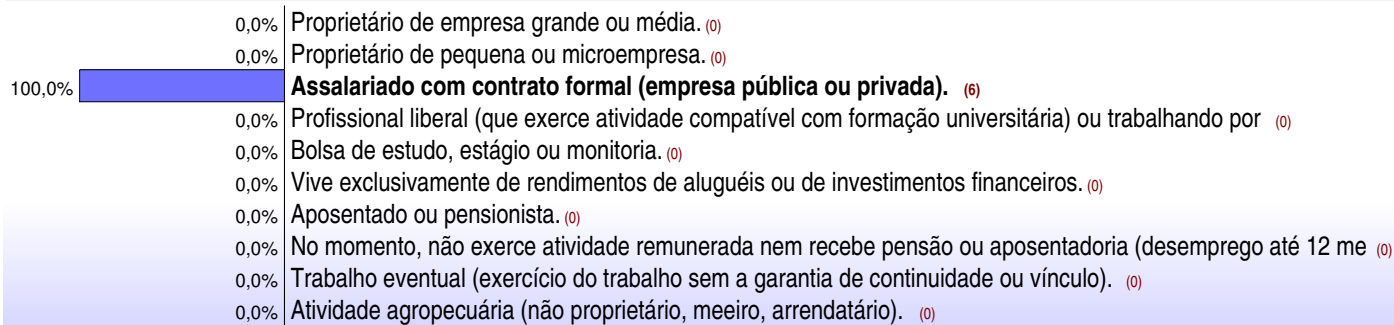 0,0% Proprietário de empresa grande ou média. (0)
0,0% Proprietário de pequena ou microempresa. (0)
100,0% Assalariado com contrato formal (empresa pública ou privada). (6)
0,0% Profissional liberal (que exerce atividade compatível com formação universitária) ou trabalhando por (0)
0,0% Bolsa de estudo, estágio ou monitoria. (0)
0,0% Vive exclusivamente de rendimentos de aluguéis ou de investimentos financeiros. (0)
0,0% Aposentado ou pensionista. (0)
0,0% No momento, não exerce atividade remunerada nem recebe pensão ou aposentadoria (desemprego até 12 me (0)
0,0% Trabalho eventual (exercício do trabalho sem a garantia de continuidade ou vínculo). (0)
0,0% Atividade agropecuária (não proprietário, meeiro, arrendatário). (0)